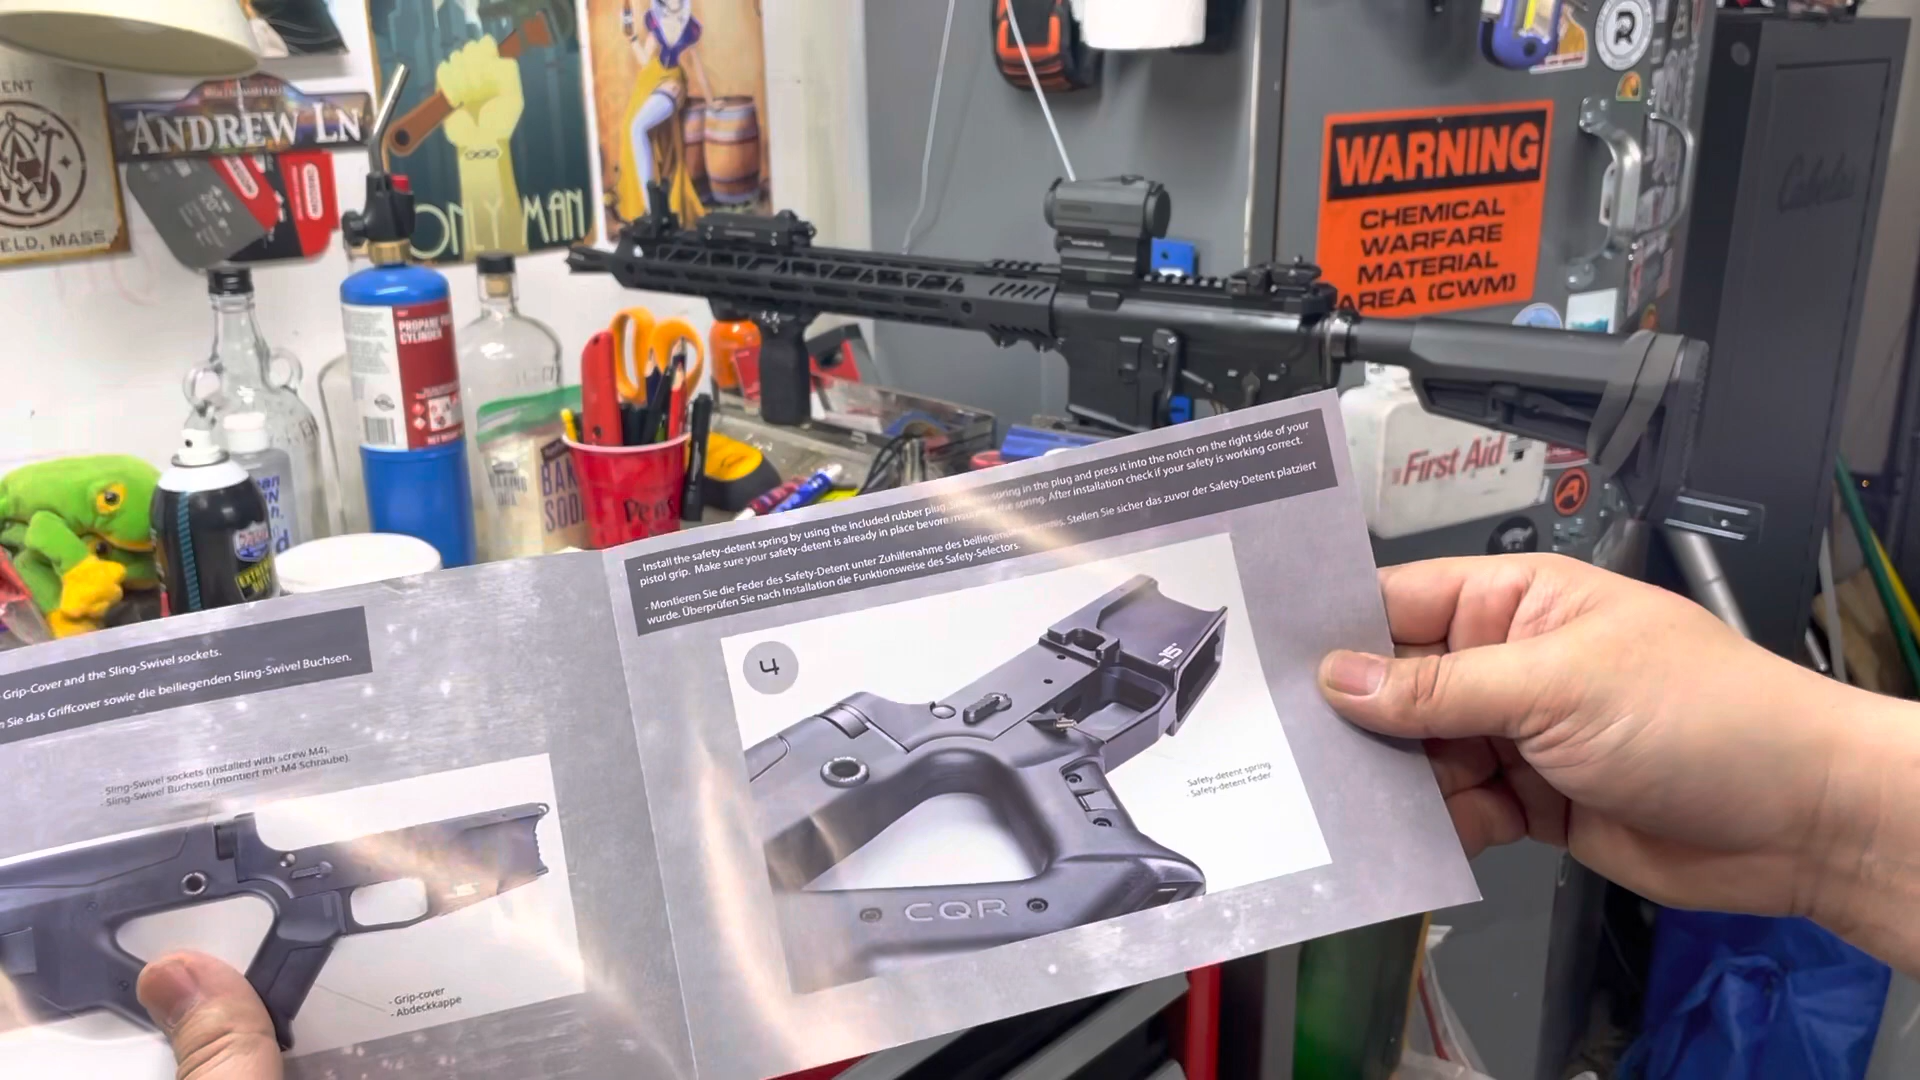 ENT
ELD, MASS.
ANDREW LN
ONLY MAN
WARNING
CHEMICAL
WARFARE
MATERIAL
AREA (CWM)
Cabela's
PROPANE
CYLINDER
BAK
SODA
Pens
First Aid
- Install the safety-detent spring by using the included rubber plug. spring in the plug and press it into the notch on the right side of your
pistol grip. Make sure your safety-detent is already in place bevore the spring. After installation check if your safety is working correct.
- Montieren Sie die Feder des Safety-Detent unter Zuhilfenahme des Stellen Sie sicher das zuvor der Safety-Detent platziert
wurde. Überprüfen Sie nach Installation die Funktionsweise des Safety-Selectors.
4
15
Safety-detent spring
- Safety-detent Feder
CQR
Grip-Cover and the Sling-Swivel sockets.
Sie das Griffcover sowie die beiliegenden Sling-Swivel Buchsen.
- Sling-Swivel sockets (installed with screw M4).
- Sling-Swivel Buchsen (montiert mit M4 Schraube).
- Grip-cover
- Abdeckkappe